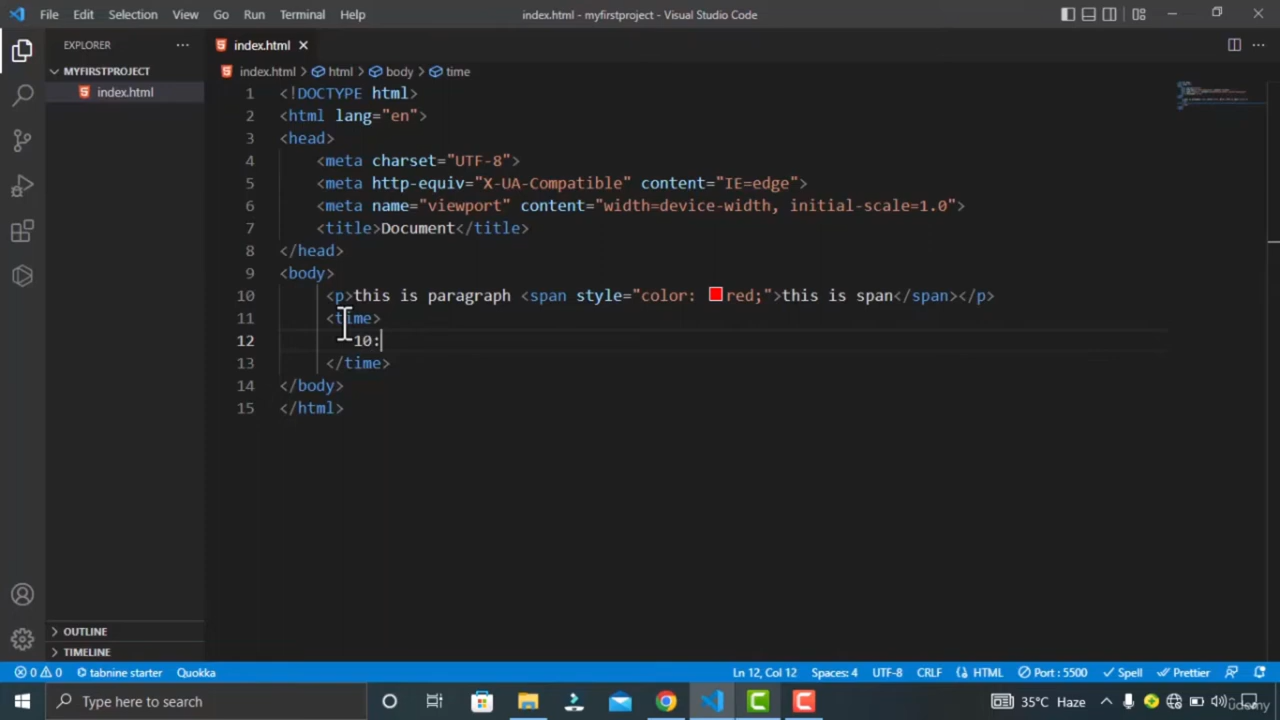 File Edit Selection View Go Run Terminal Help index.html - myfirstproject - Visual Studio Code
EXPLORER
index.html
MYFIRSTPROJECT
index.html
index.html > html > body > time
1 <!DOCTYPE html>
2 <html lang="en">
3 <head>
4 <meta charset="UTF-8">
5 <meta http-equiv="X-UA-Compatible" content="IE=edge">
6 <meta name="viewport" content="width=device-width, initial-scale=1.0">
7 <title>Document</title>
8 </head>
9 <body>
10 <p>this is paragraph <span style="color: red;">this is span</span></p>
11 <time>
12 10:
13 </time>
14 </body>
15 </html>
OUTLINE
TIMELINE
0 0 tabnine starter Quokka Ln 12, Col 12 Spaces: 4 UTF-8 CRLF HTML Port : 5500 Spell Prettier
Type here to search 35°C Haze
Udemy